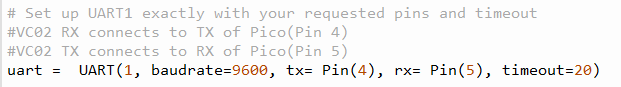 # Set up UART1 exactly with your requested pins and timeout
#VC02 RX connects to TX of Pico(Pin 4)
#VC02 TX connects to RX of Pico(Pin 5)
uart =  UART(1, baudrate=9600, tx= Pin(4), rx= Pin(5), timeout=20)